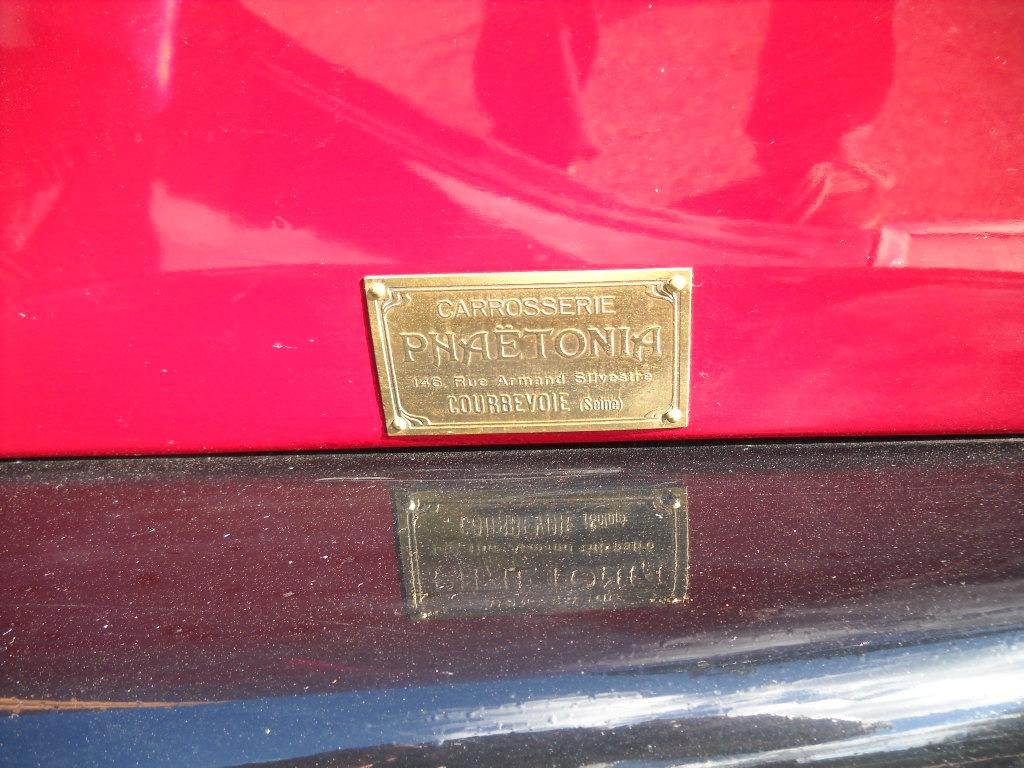 CARROSSERIE
PHAËTONIA
146, Rue Armand Silvestre
COURBEVOIE (Seine)